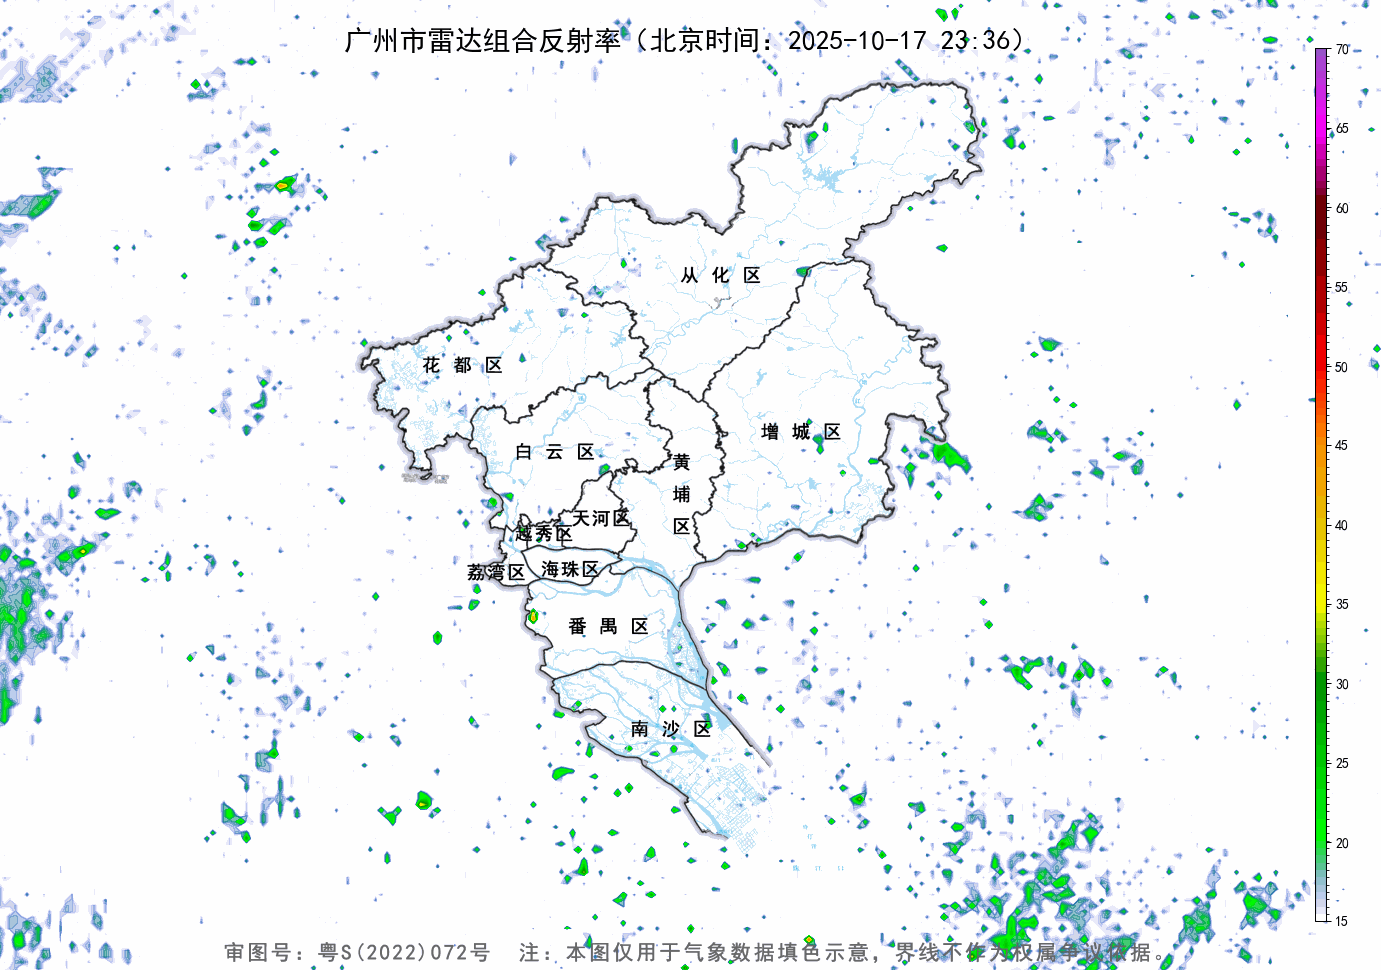 广州市雷达组合反射率（北京时间：2025-10-17 23:36）
70
65
60
55
50
45
40
35
30
25
20
15
从化区
花都区
增城区
白云区
黄埔区
天河区
越秀区
荔湾区
海珠区
番禺区
南沙区
审图号：粤S(2022)072号 注：本图仅用于气象数据填色示意，界线不作为权属争议依据。